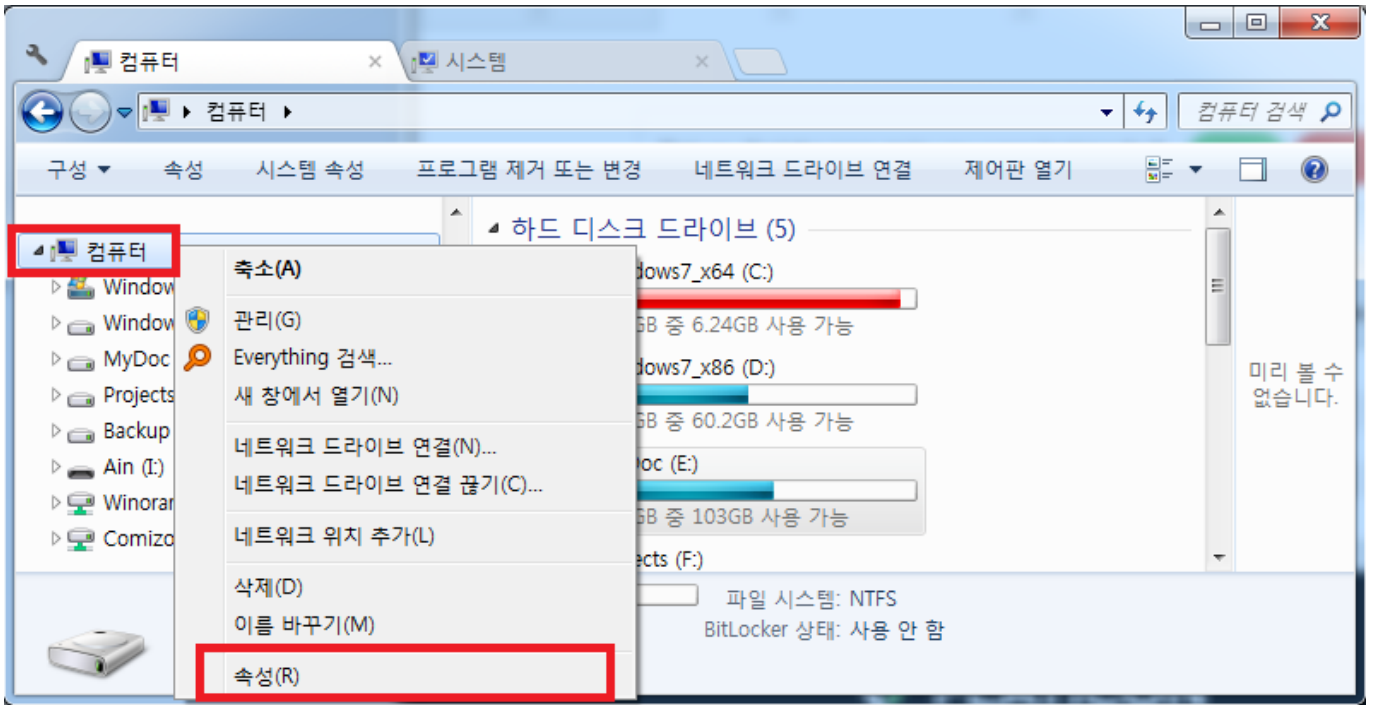 컴퓨터
시스템
컴퓨터
컴퓨터 검색
구성 속성 시스템 속성 프로그램 제거 또는 변경 네트워크 드라이브 연결 제어판 열기
컴퓨터
Window
Window
MyDoc
Projects
Backup
Ain (I:)
Winoran
Comizo
축소(A)
관리(G)
Everything 검색...
새 창에서 열기(N)
네트워크 드라이브 연결(N)...
네트워크 드라이브 연결 끊기(C)...
네트워크 위치 추가(L)
삭제(D)
이름 바꾸기(M)
속성(R)
하드 디스크 드라이브 (5)
dows7_x64 (C:)
GB 중 6.24GB 사용 가능
dows7_x86 (D:)
GB 중 60.2GB 사용 가능
oc (E:)
GB 중 103GB 사용 가능
ects (F:)
미리 볼 수
없습니다.
파일 시스템: NTFS
BitLocker 상태: 사용 안 함